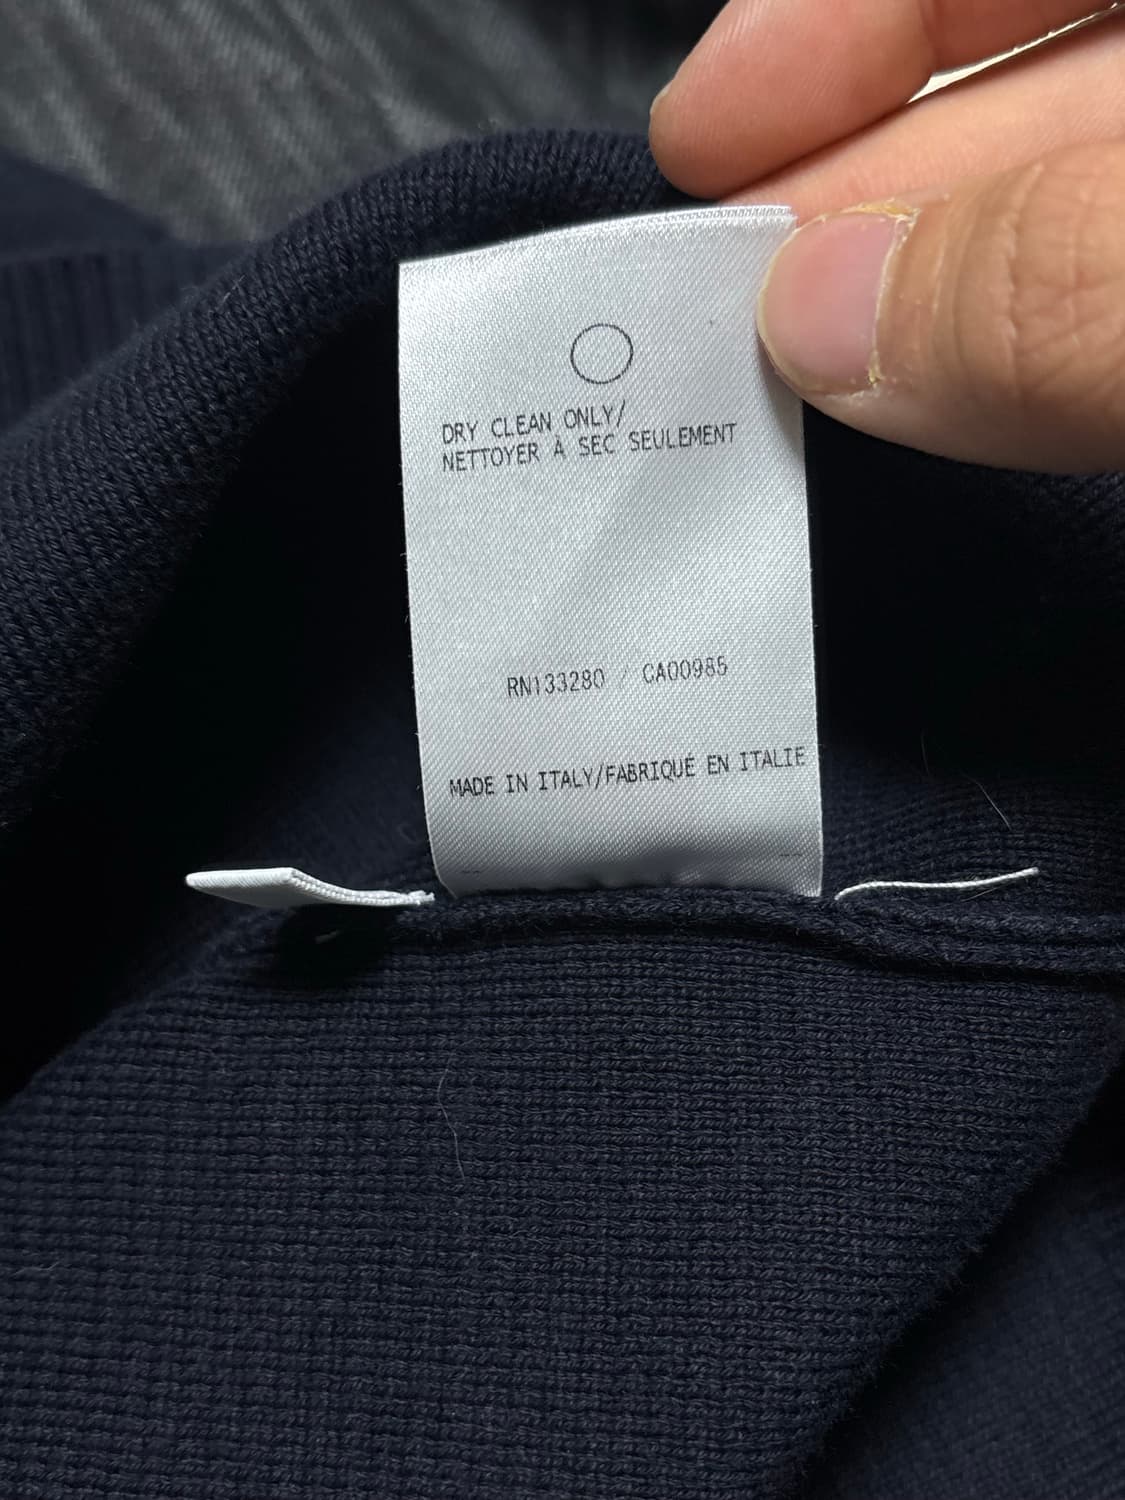 DRY CLEAN ONLY/
NETTOYER À SEC SEULEMENT
RN133280 / CA00985
MADE IN ITALY/FABRIQUÉ EN ITALIE